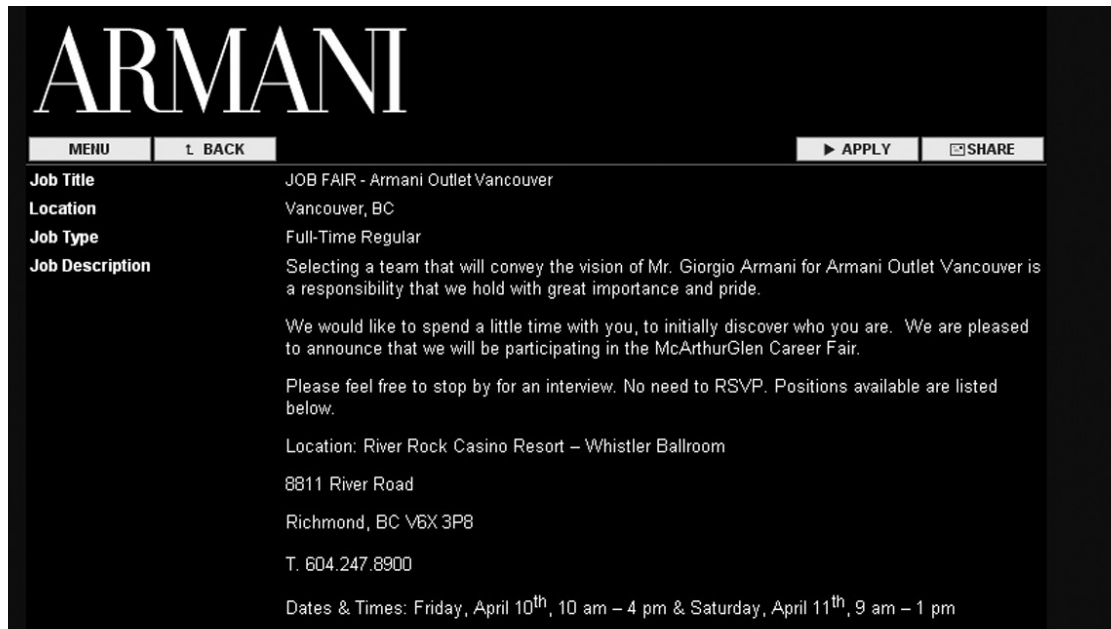 ARMANI
MENU
BACK
APPLY
SHARE
Job Title JOB FAIR - Armani Outlet Vancouver
Location Vancouver, BC
Job Type Full-Time Regular
Job Description Selecting a team that will convey the vision of Mr. Giorgio Armani for Armani Outlet Vancouver is
a responsibility that we hold with great importance and pride.
We would like to spend a little time with you, to initially discover who you are. We are pleased
to announce that we will be participating in the McArthurGlen Career Fair.
Please feel free to stop by for an interview. No need to RSVP. Positions available are listed
below.
Location: River Rock Casino Resort – Whistler Ballroom
8811 River Road
Richmond, BC V6X 3P8
T. 604.247.8900
Dates & Times: Friday, April 10th, 10 am – 4 pm & Saturday, April 11th, 9 am – 1 pm